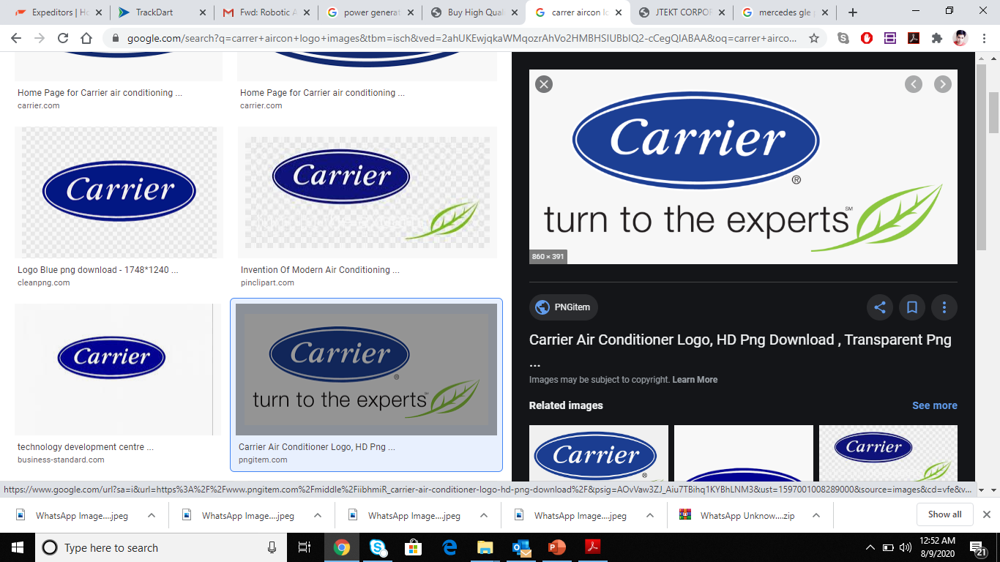 Expeditors | Ho
TrackDart
Fwd: Robotic A
power generat
Buy High Quali
carrer aircon lo
JTEKT CORPOR
mercedes gle p
google.com/search?q=carrer+aircon+logo+images&tbm=isch&ved=2ahUKEwjqkaWMqozrAhVo2HMBHSIUBbIQ2-cCegQIABAA&oq=carrer+airco...
Home Page for Carrier air conditioning ...
carrier.com
Home Page for Carrier air conditioning ...
carrier.com
Carrier
Logo Blue png download - 1748*1240 ...
cleanpng.com
Carrier
Invention Of Modern Air Conditioning ...
pinclipart.com
Carrier
technology development centre ...
business-standard.com
Carrier
®
turn to the experts℠
Carrier Air Conditioner Logo, HD Png ...
pngitem.com
Carrier
®
turn to the experts℠
860 × 391
PNGitem
Carrier Air Conditioner Logo, HD Png Download , Transparent Png
...
Images may be subject to copyright. Learn More
Related images
See more
Carrier
®
Carrier
https://www.google.com/url?sa=i&url=https%3A%2F%2Fwww.pngitem.com%2Fmiddle%2FiibhmiR_carrier-air-conditioner-logo-hd-png-download%2F&psig=AOvVaw3ZJ_Aiu7TBihq1KYBhLNM3&ust=1597001008289000&source=images&cd=vfe&v...
WhatsApp Image....jpeg
WhatsApp Image....jpeg
WhatsApp Image....jpeg
WhatsApp Image....jpeg
WhatsApp Unknow....zip
Show all
Type here to search
12:52 AM
8/9/2020
21